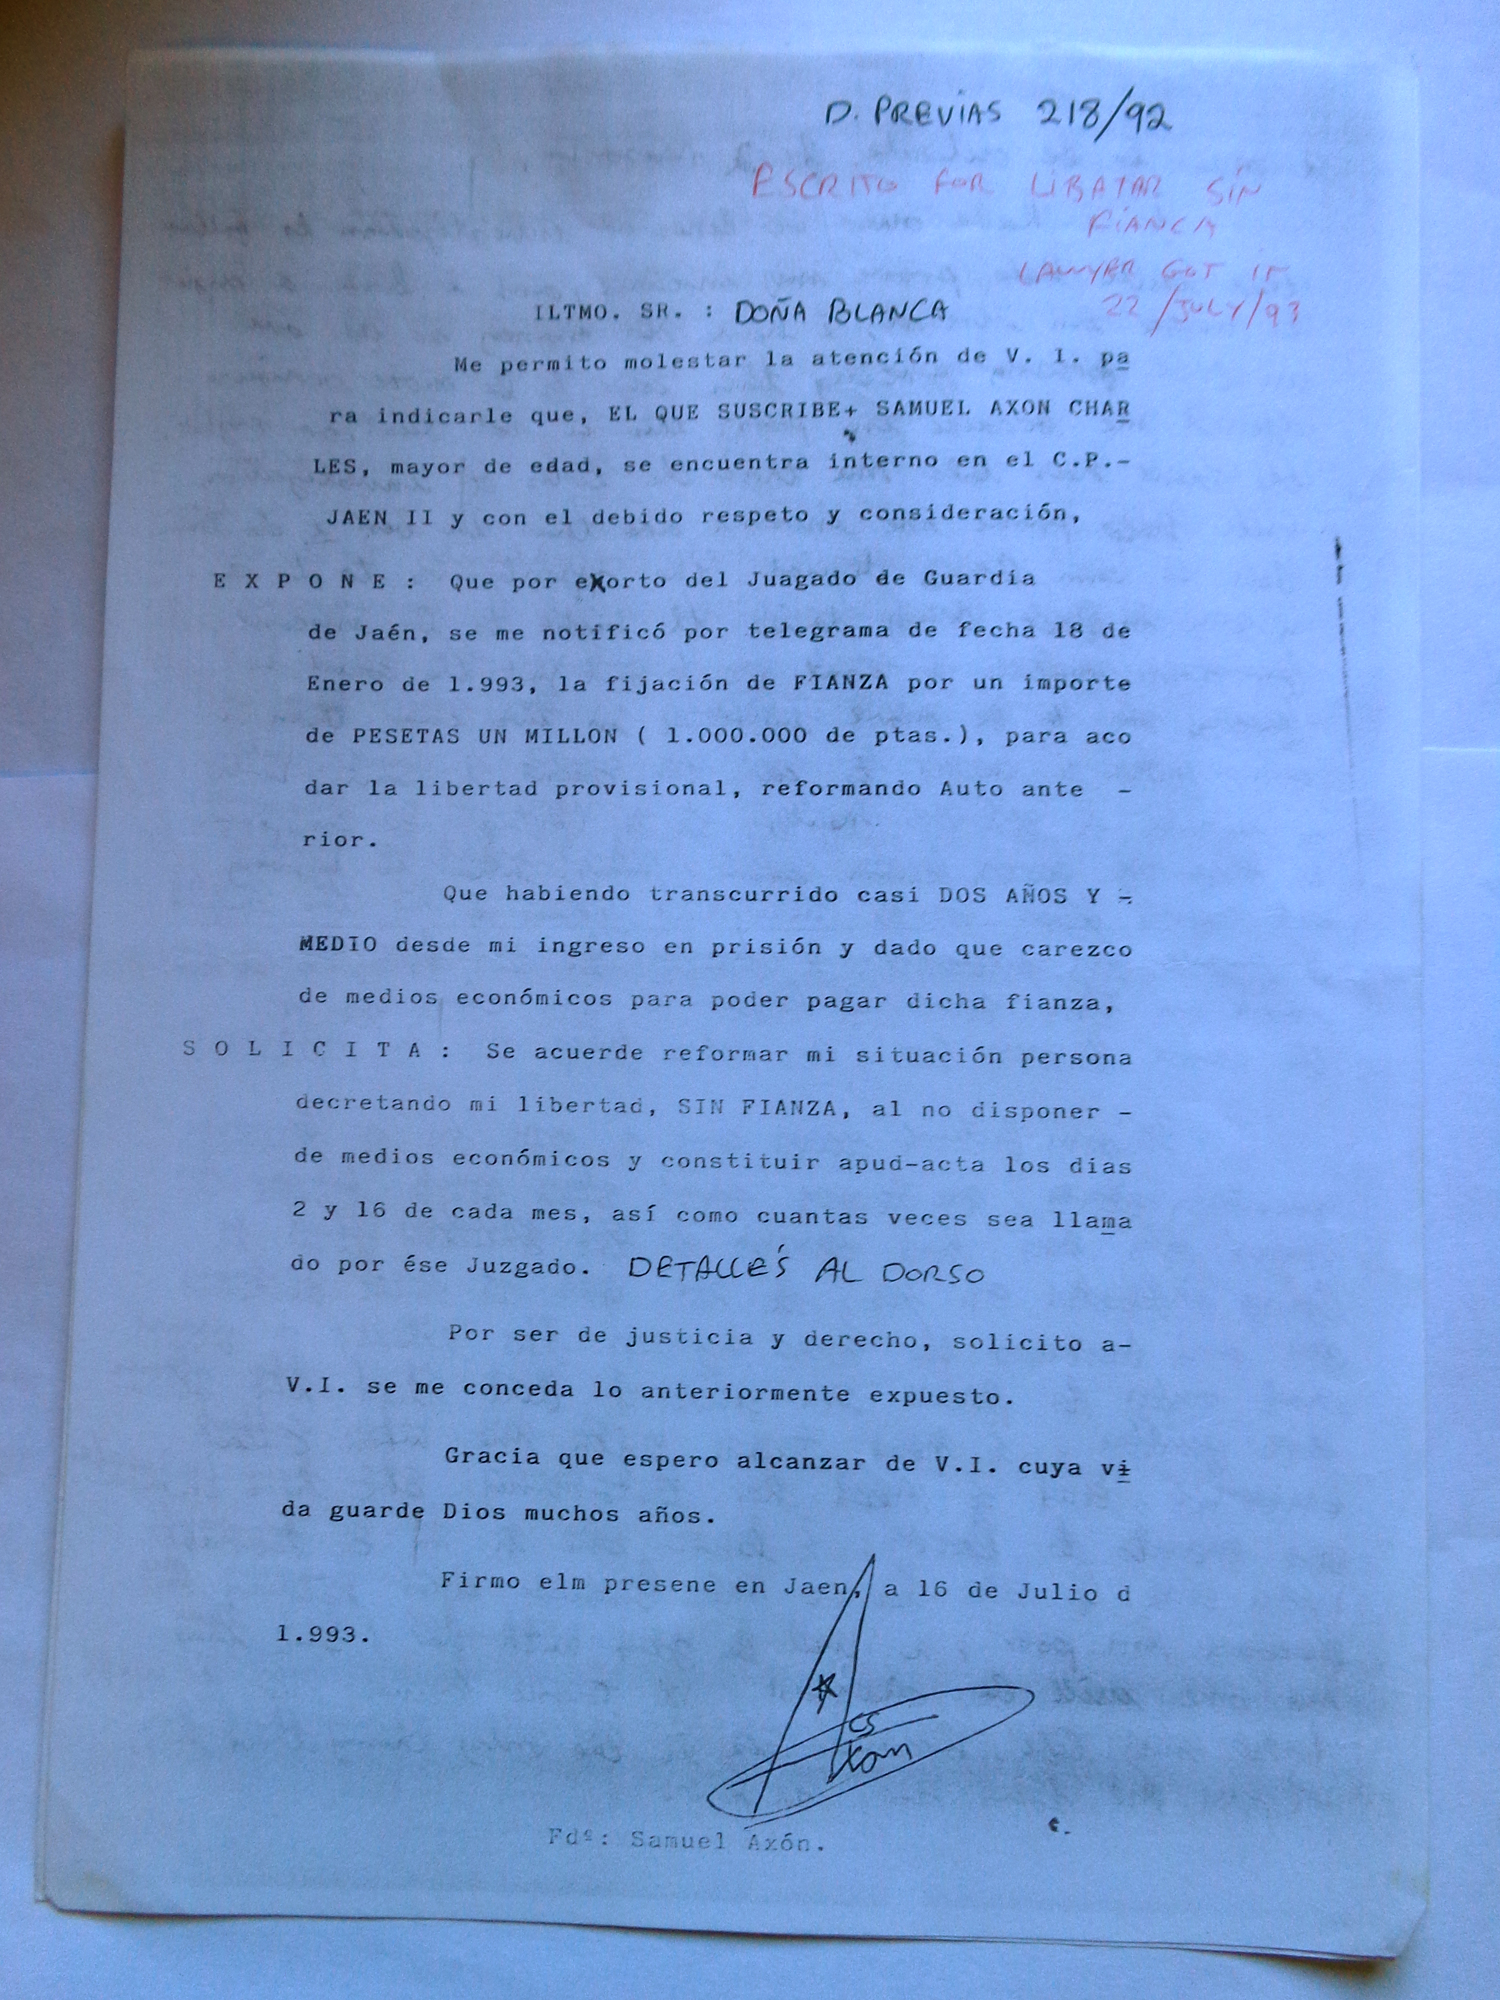 D. PREVIAS 218/92
ESCRITO FOR LIBATAR SIN
FIANCA
LAWYER GOT IT
22/JULY/93
ILTMO. SR. : DOÑA BLANCA
Me permito molestar la atención de V. I. pa
ra indicarle que, EL QUE SUSCRIBE+ SAMUEL AXON CHAR
LES, mayor de edad, se encuentra interno en el C.P.-
JAEN II y con el debido respeto y consideración,
E X P O N E : Que por eXorto del Juagado de Guardia
de Jaén, se me notificó por telegrama de fecha 18 de
Enero de 1.993, la fijación de FIANZA por un importe
de PESETAS UN MILLON ( 1.000.000 de ptas.), para aco
dar la libertad provisional, reformando Auto ante -
rior.
Que habiendo transcurrido casi DOS AÑOS Y -
MEDIO desde mi ingreso en prisión y dado que carezco
de medios económicos para poder pagar dicha fianza,
S O L I C I T A : Se acuerde reformar mi situación persona
decretando mi libertad, SIN FIANZA, al no disponer -
de medios económicos y constituir apud-acta los dias
2 y 16 de cada mes, así como cuantas veces sea llama
do por ése Juzgado. DETALLÉS AL DORSO
Por ser de justicia y derecho, solicito a-
V.I. se me conceda lo anteriormente expuesto.
Gracia que espero alcanzar de V.I. cuya vi
da guarde Dios muchos años.
Firmo elm presene en Jaen, a 16 de Julio d
1.993.
CS
Axon
Fdº: Samuel Axón.